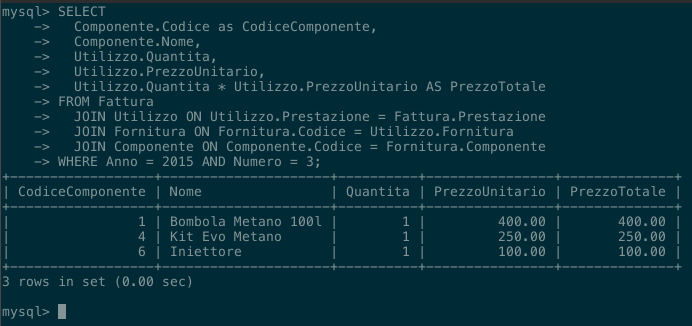 mysql> SELECT
    ->   Componente.Codice as CodiceComponente,
    ->   Componente.Nome,
    ->   Utilizzo.Quantita,
    ->   Utilizzo.PrezzoUnitario,
    ->   Utilizzo.Quantita * Utilizzo.PrezzoUnitario AS PrezzoTotale
    -> FROM Fattura
    ->   JOIN Utilizzo ON Utilizzo.Prestazione = Fattura.Prestazione
    ->   JOIN Fornitura ON Fornitura.Codice = Utilizzo.Fornitura
    ->   JOIN Componente ON Componente.Codice = Fornitura.Componente
    -> WHERE Anno = 2015 AND Numero = 3;
+------------------+---------------------+----------+----------------+--------------+
| CodiceComponente | Nome                | Quantita | PrezzoUnitario | PrezzoTotale |
+------------------+---------------------+----------+----------------+--------------+
|                1 | Bombola Metano 100l |        1 |         400.00 |       400.00 |
|                4 | Kit Evo Metano      |        1 |         250.00 |       250.00 |
|                6 | Iniettore           |        1 |         100.00 |       100.00 |
+------------------+---------------------+----------+----------------+--------------+
3 rows in set (0.00 sec)
mysql>